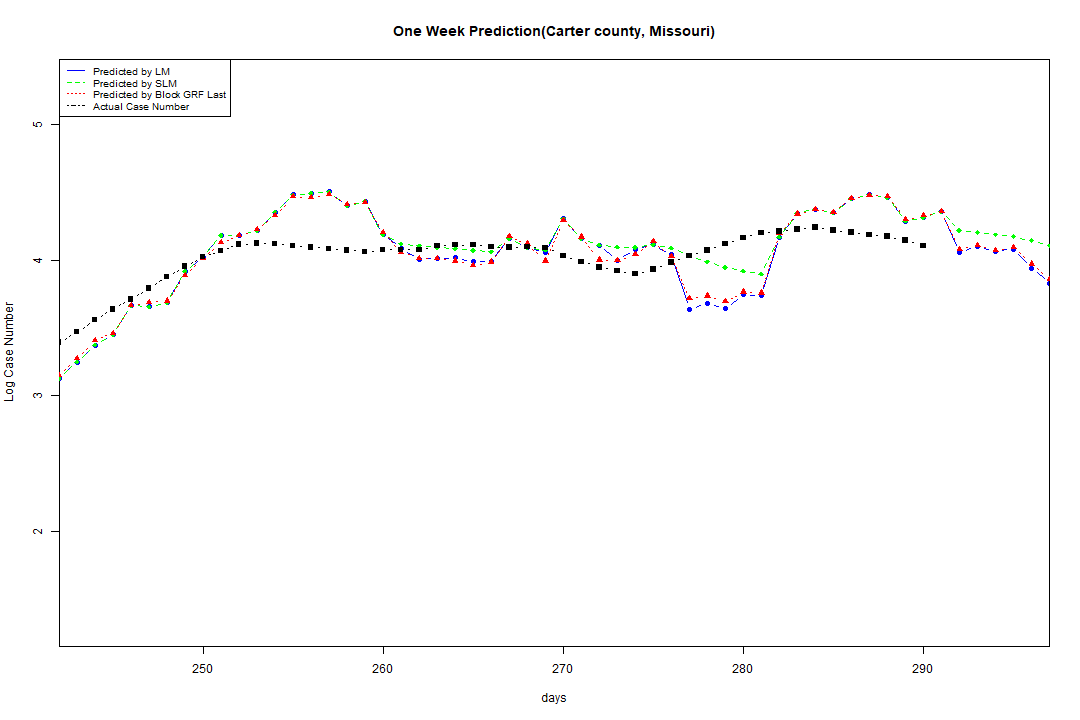 One Week Prediction(Carter county, Missouri)
Predicted by LM
Predicted by SLM
Predicted by Block GRF Last
Actual Case Number
5
4
3
2
Log Case Number
250 260 270 280 290
days